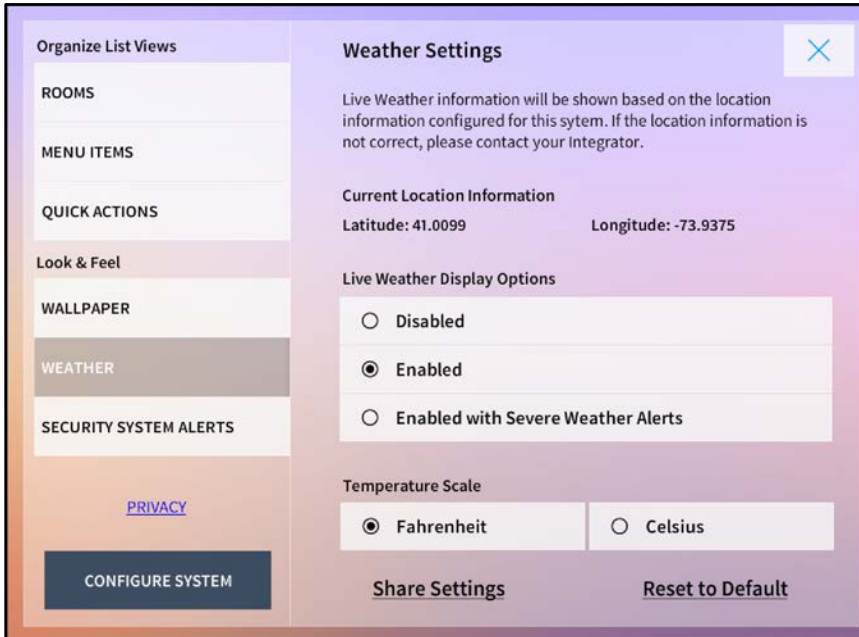 Organize List Views
ROOMS
MENU ITEMS
QUICK ACTIONS
Look & Feel
WALLPAPER
WEATHER
SECURITY SYSTEM ALERTS
PRIVACY
CONFIGURE SYSTEM
Weather Settings
Live Weather information will be shown based on the location
information configured for this sytem. If the location information is
not correct, please contact your Integrator.
Current Location Information
Latitude: 41.0099 Longitude: -73.9375
Live Weather Display Options
Disabled
Enabled
Enabled with Severe Weather Alerts
Temperature Scale
Fahrenheit Celsius
Share Settings Reset to Default